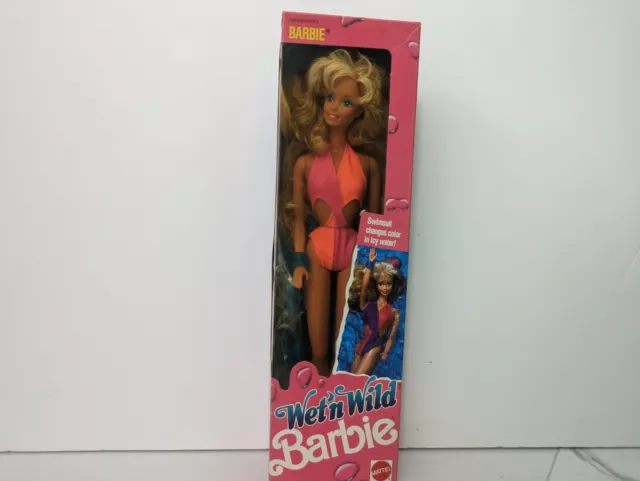 BARBIE
Swimsuit
changes color
in icy water!
Wet'n Wild
Barbie
MATTEL